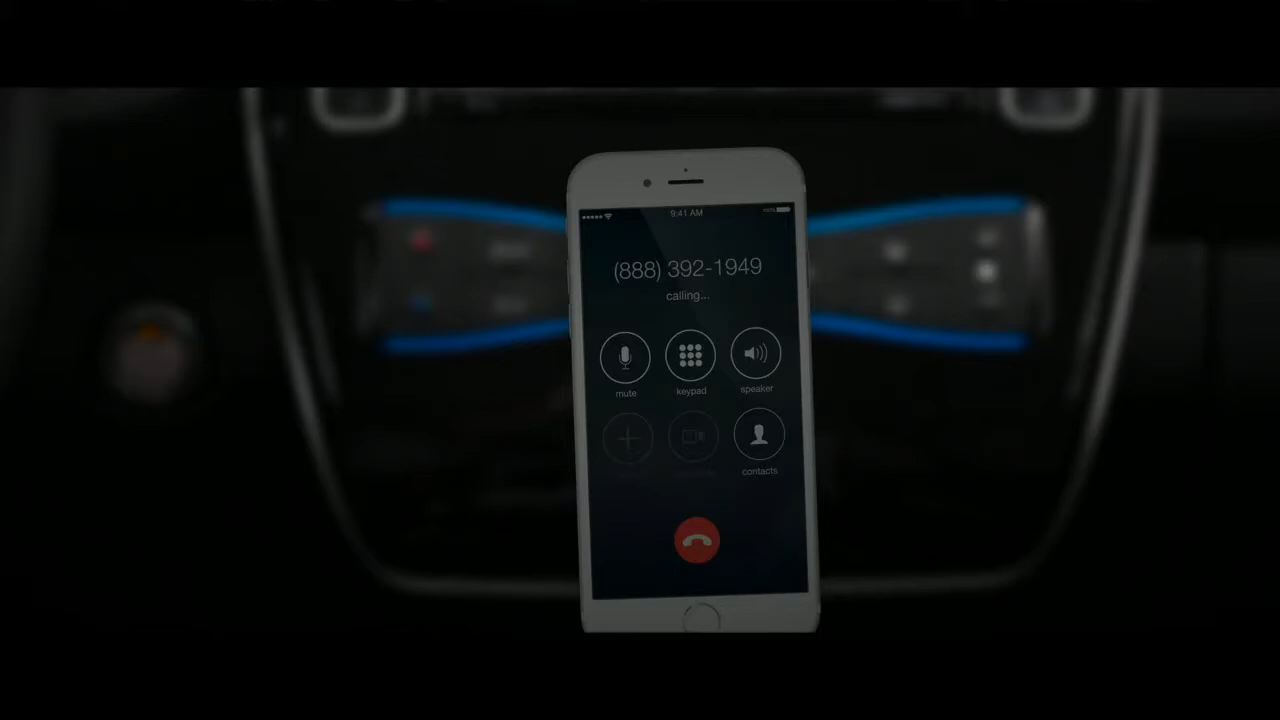 9:41 AM
(888) 392-1949
calling...
mute keypad speaker
contacts